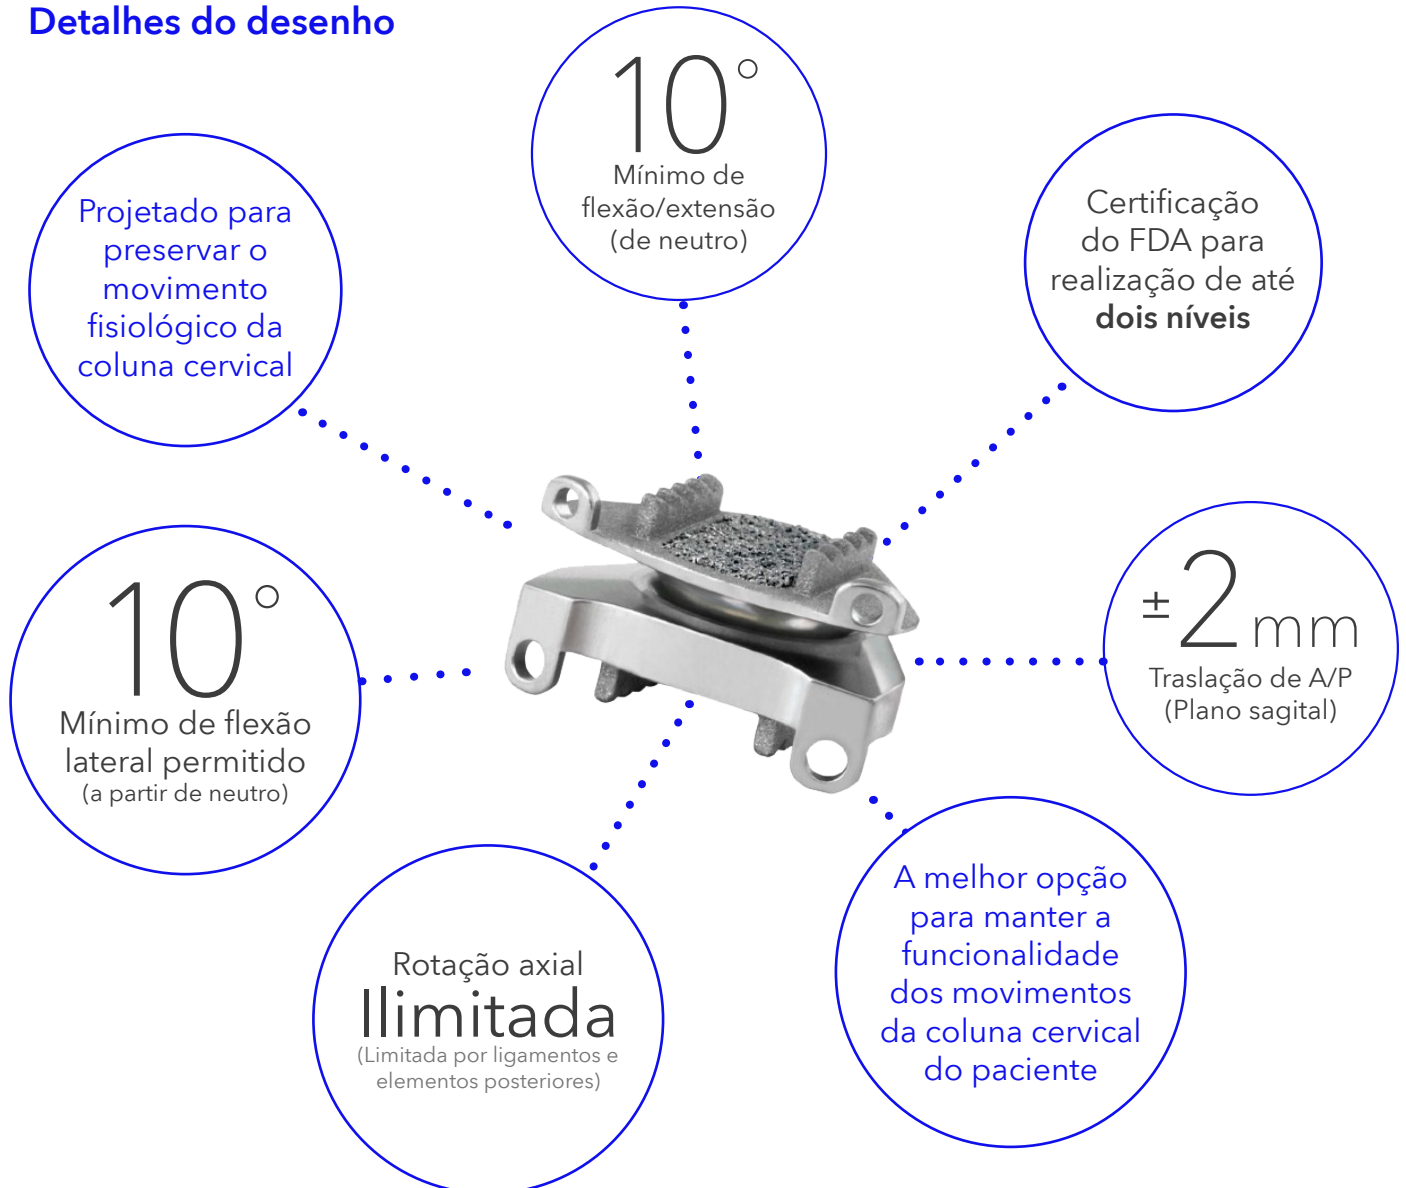 Detalhes do desenho
10°
Mínimo de
flexão/extensão
(de neutro)
Projetado para
preservar o
movimento
fisiológico da
coluna cervical
Certificação
do FDA para
realização de até
dois níveis
10°
Mínimo de flexão
lateral permitido
(a partir de neutro)
±2mm
Traslação de A/P
(Plano sagital)
Rotação axial
Ilimitada
(Limitada por ligamentos e
elementos posteriores)
A melhor opção
para manter a
funcionalidade
dos movimentos
da coluna cervical
do paciente